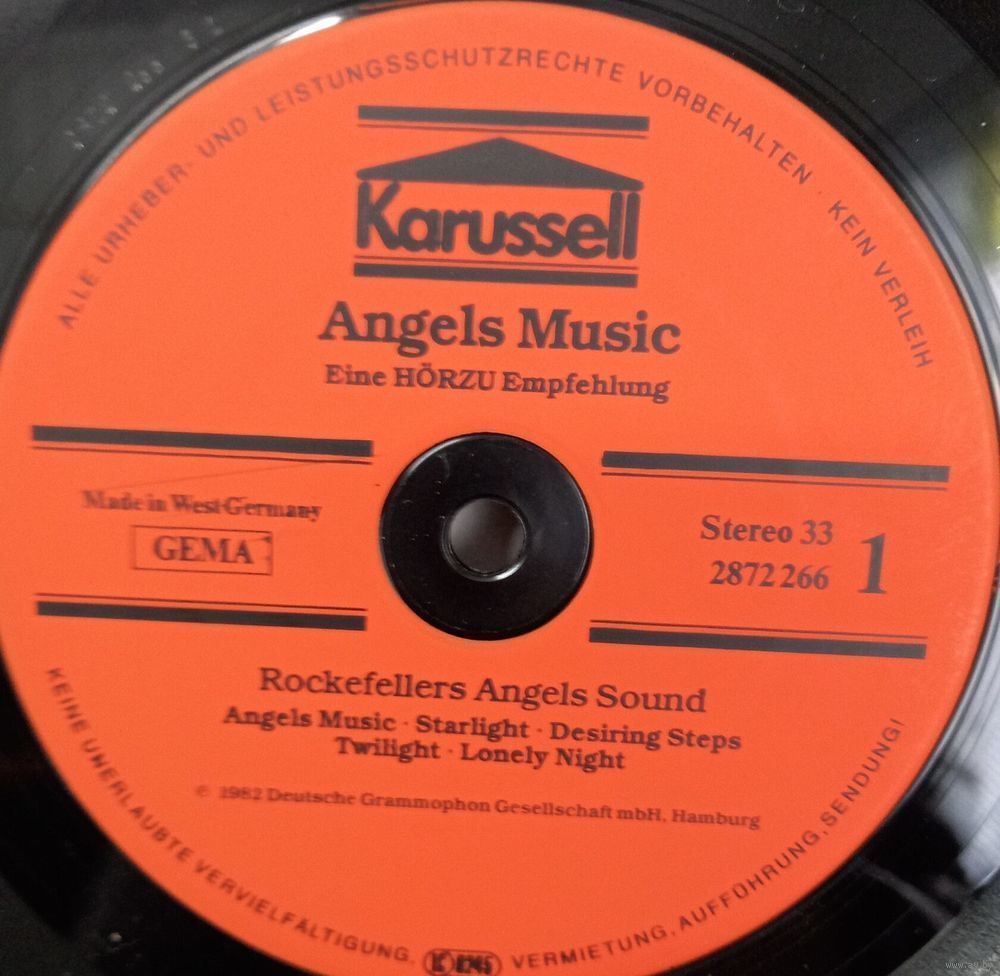 ALLE URHEBER- UND LEISTUNGSSCHUTZRECHTE VORBEHALTEN · KEIN VERLEIH
Karussell
Angels Music
Eine HÖRZU Empfehlung
Made in West-Germany
GEMA
Stereo 33
2872 266
1
Rockefellers Angels Sound
Angels Music · Starlight · Desiring Steps
Twilight · Lonely Night
℗ 1982 Deutsche Grammophon Gesellschaft mbH, Hamburg
KEINE UNERLAUBTE VERVIELFÄLTIGUNG, VERMIETUNG, AUFFÜHRUNG, SENDUNG!